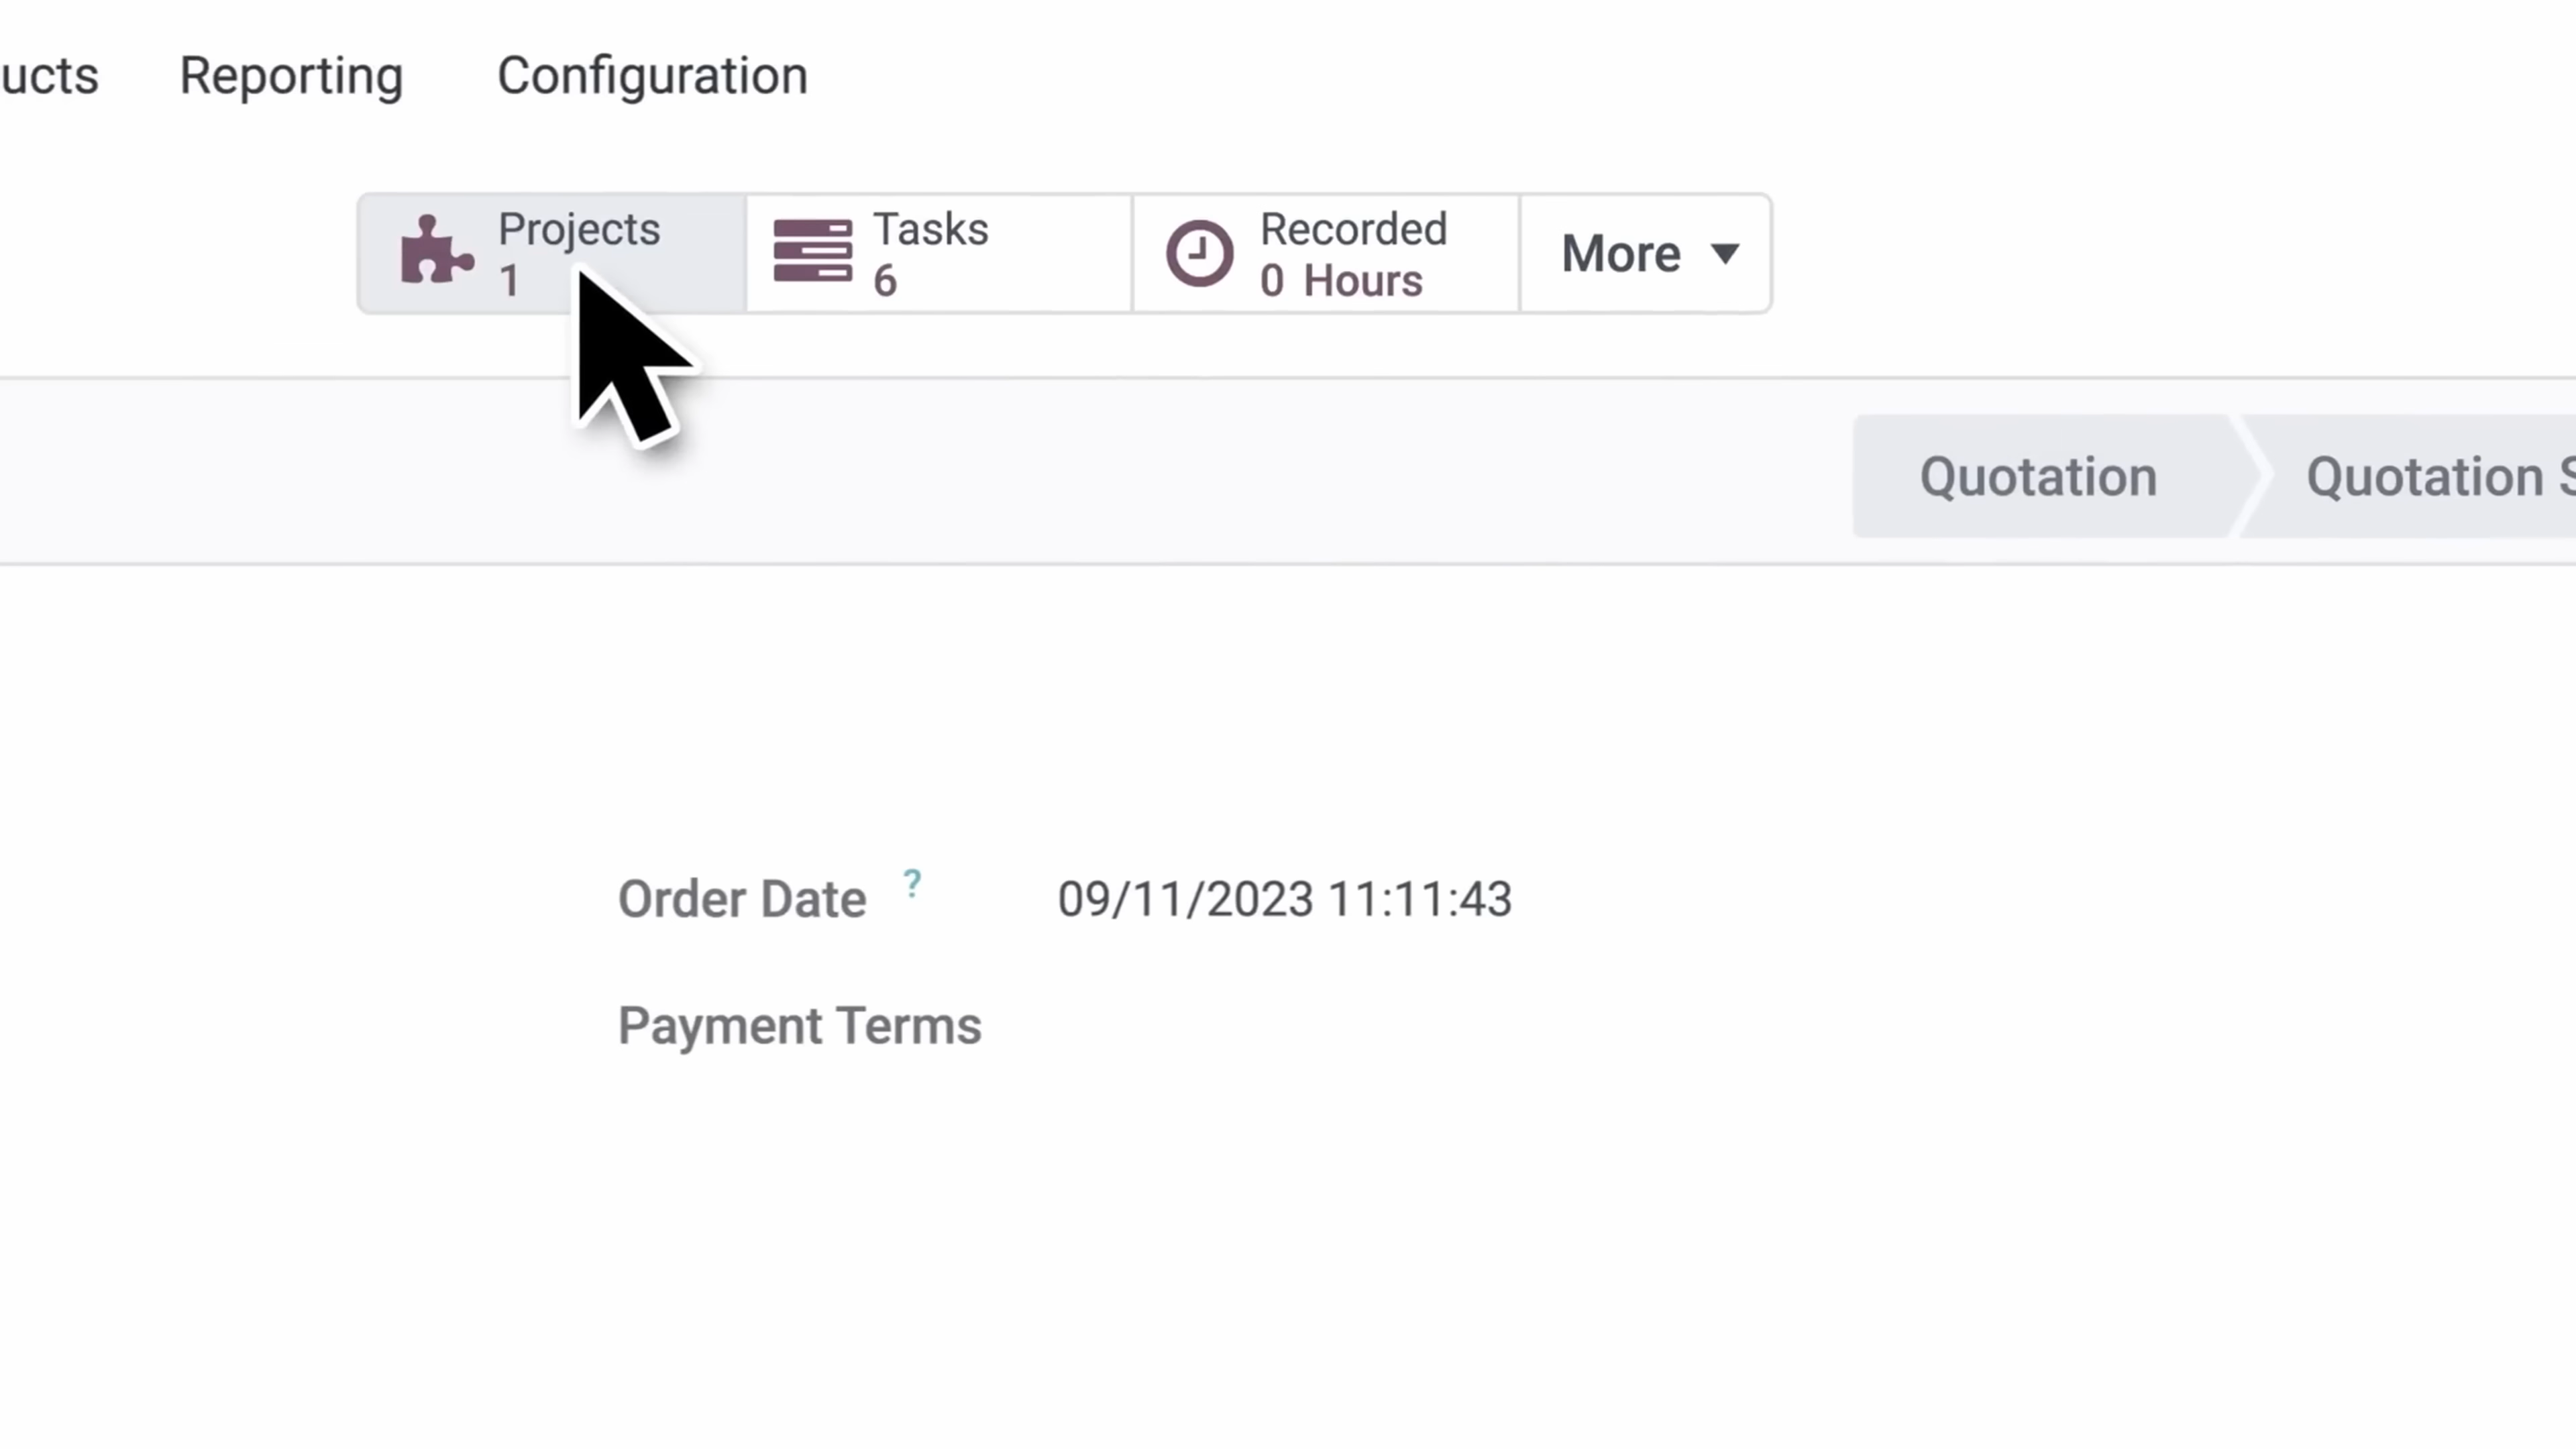 ucts Reporting Configuration
Projects
1
Tasks
6
Recorded
0 Hours
More
Quotation
Quotation S
Order Date ? 09/11/2023 11:11:43
Payment Terms